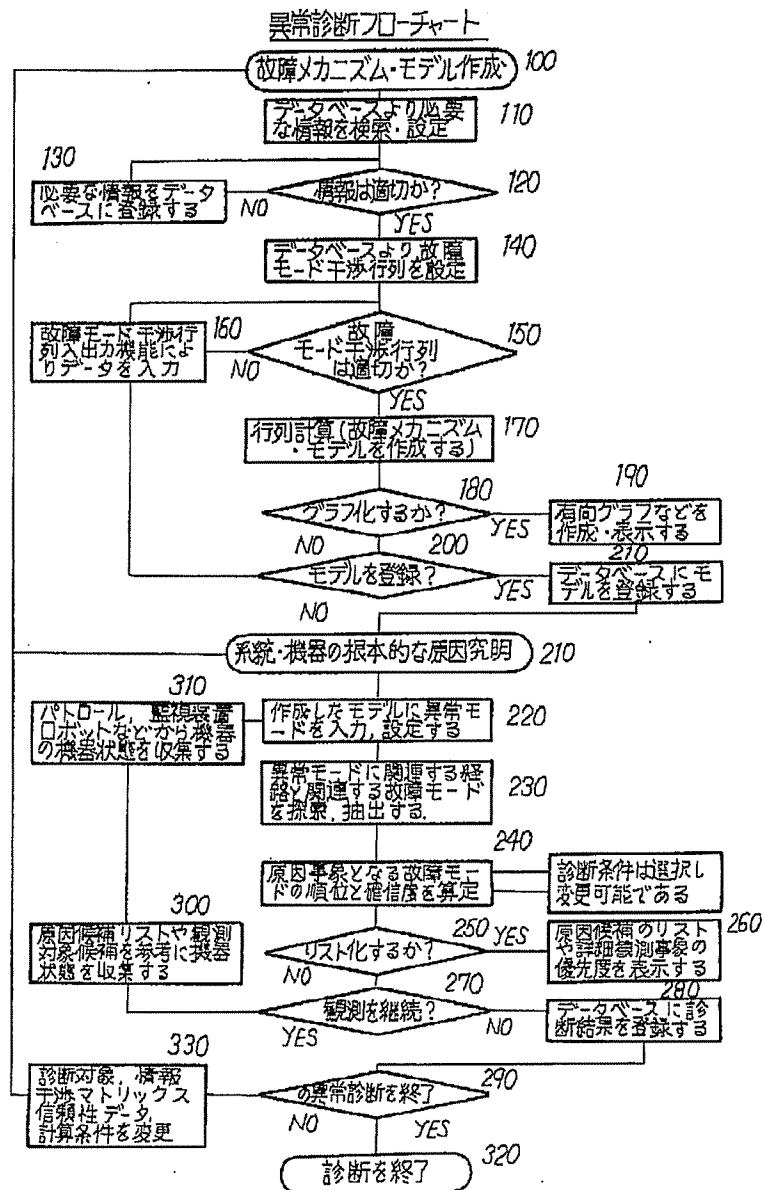 異常診断フローチャート
故障メカニズム・モデル作成
100
データベースより必要
な情報を検索・設定
110
130
必要な情報をデータ
ベースに登録する
NO
情報は適切か?
120
YES
データベースより,故障
モード干渉行列を設定
140
160
故障モード干渉行
列入出力機能によ
りデータを入力
NO
故障
モード干渉行列
は適切か?
150
YES
行列計算(故障メカニズム
・モデルを作成する)
170
180
グラフ化するか?
YES
NO
190
有向グラフなどを
作成・表示する
200
モデルを登録?
YES
NO
210
データベースにモ
デルを登録する
系統・機器の根本的な原因究明
210
310
パトロール,監視装置
ロボットなどから機器
の機器状態を収集する
作成したモデルに異常モ
ードを入力,設定する
220
異常モードに関連する経
路と関連する故障モード
を探索,抽出する.
230
240
原因事象となる故障モー
ドの順位と確信度を算定
診断条件は選択し
変更可能である
300
原因候補リストや観測
対象候補を参考に機器
状態を収集する
250
リスト化するか?
YES
NO
260
原因候補のリスト
や詳細観測事象の
優先度を表示する
270
観測を継続?
YES
NO
280
データベースに診
断結果を登録する
330
診断対象,情報
干渉マトリックス
信頼性データ,
計算条件を変更
290
の異常診断を終了
NO
YES
診断を終了
320